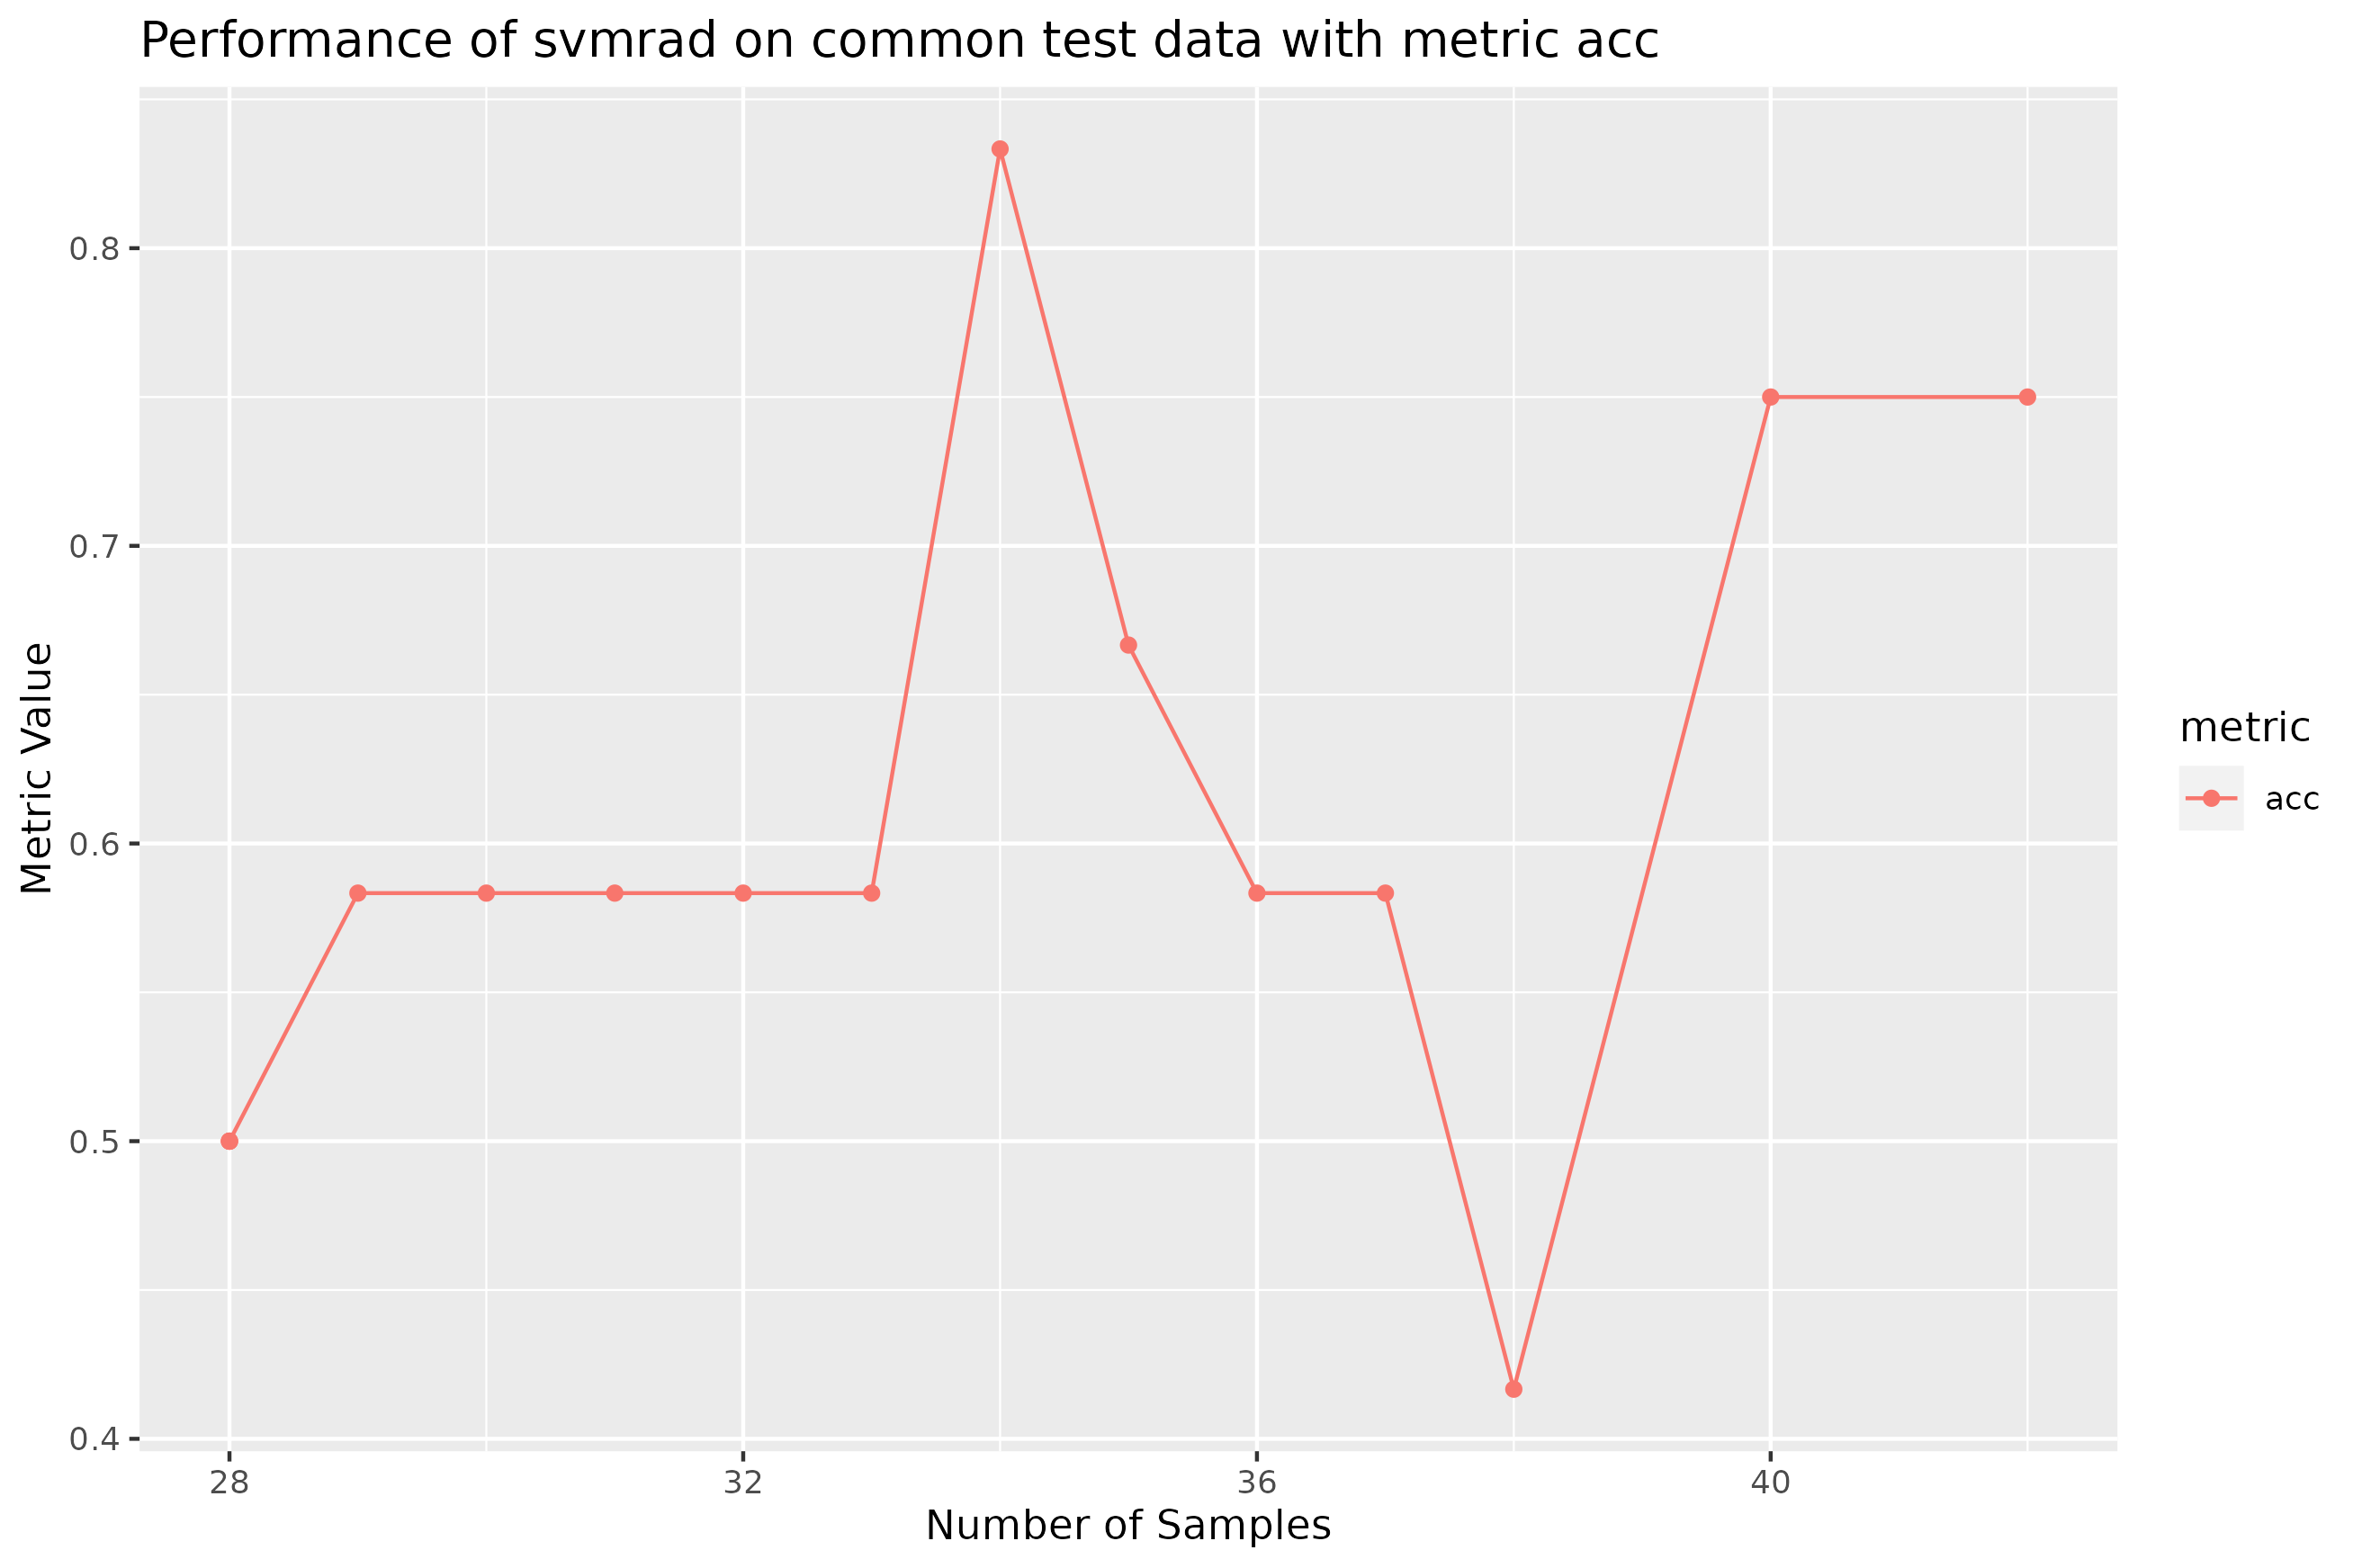 Performance of svmrad on common test data with metric acc
Metric Value
0.8
0.7
0.6
0.5
0.4
28 32 36 40
Number of Samples
metric
acc